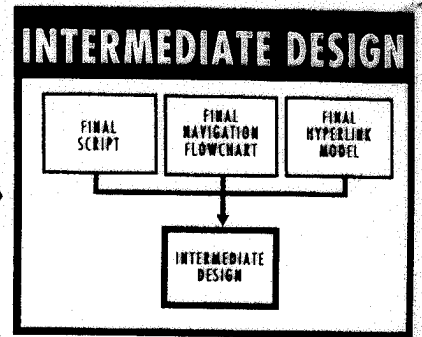 INTERMEDIATE DESIGN
FINAL
SCRIPT
FINAL
NAVIGATION
FLOWCHART
FINAL
HYPERLINK
MODEL
INTERMEDIATE
DESIGN